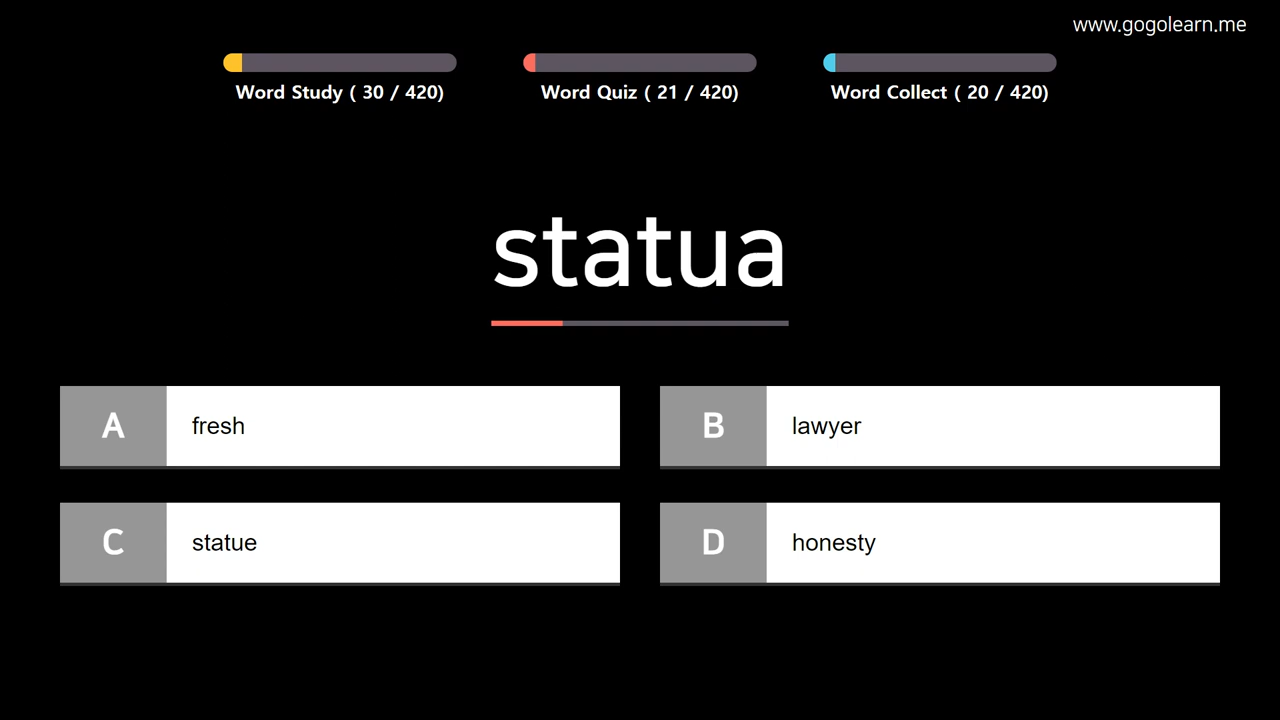 www.gogolearn.me
Word Study ( 30 / 420)
Word Quiz ( 21 / 420)
Word Collect ( 20 / 420)
statua
A fresh
B lawyer
C statue
D honesty